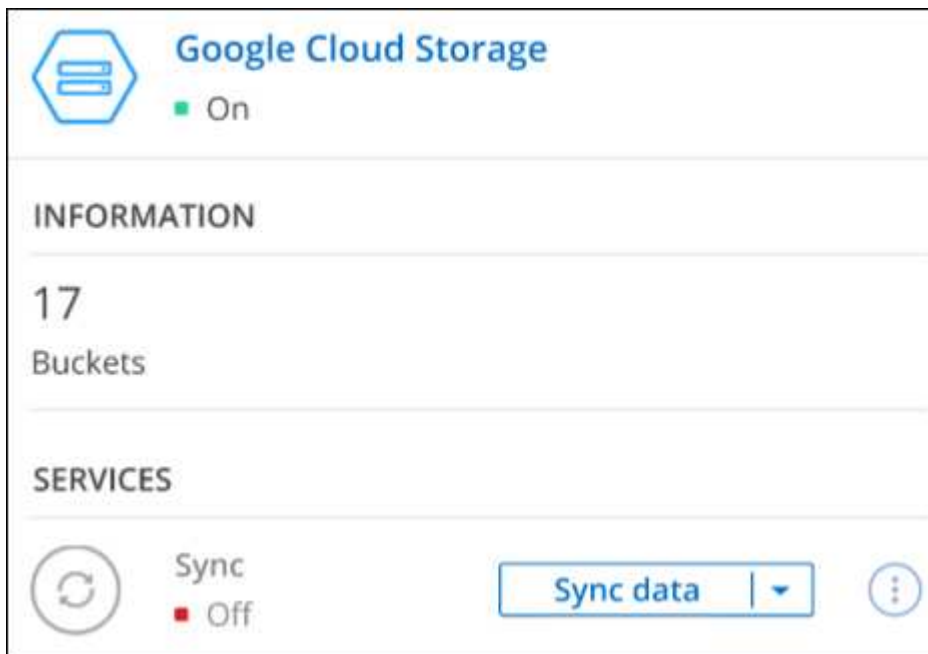 Google Cloud Storage
On
INFORMATION
17
Buckets
SERVICES
Sync
Off
Sync data